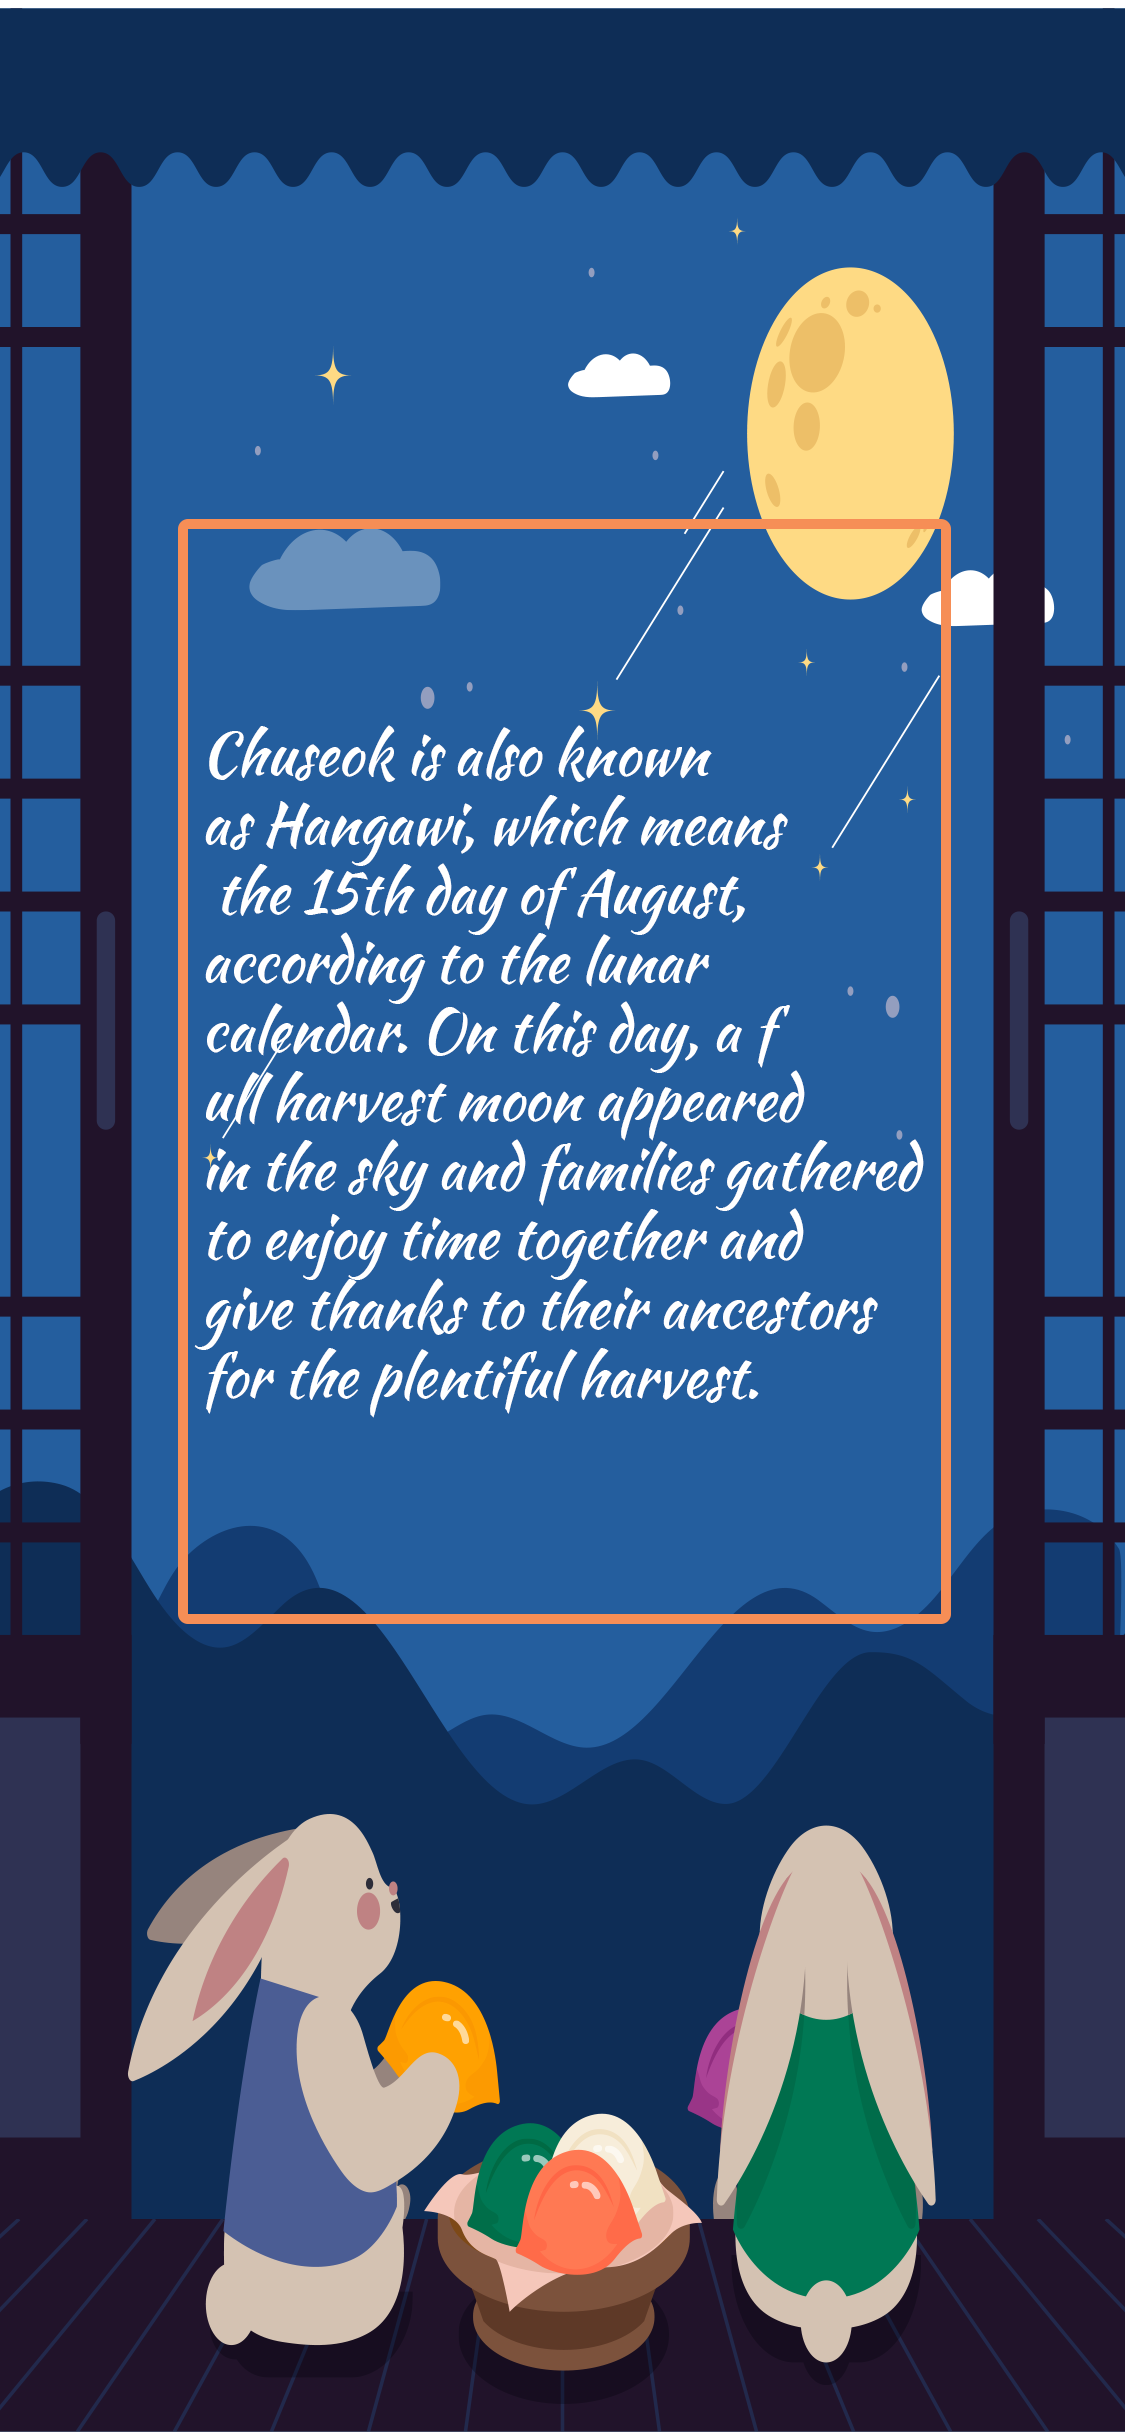 Chuseok is also known
as Hangawi, which means
the 15th day of August,
according to the lunar
calendar. On this day, a f
ull harvest moon appeared
in the sky and families gathered
to enjoy time together and
give thanks to their ancestors
for the plentiful harvest.